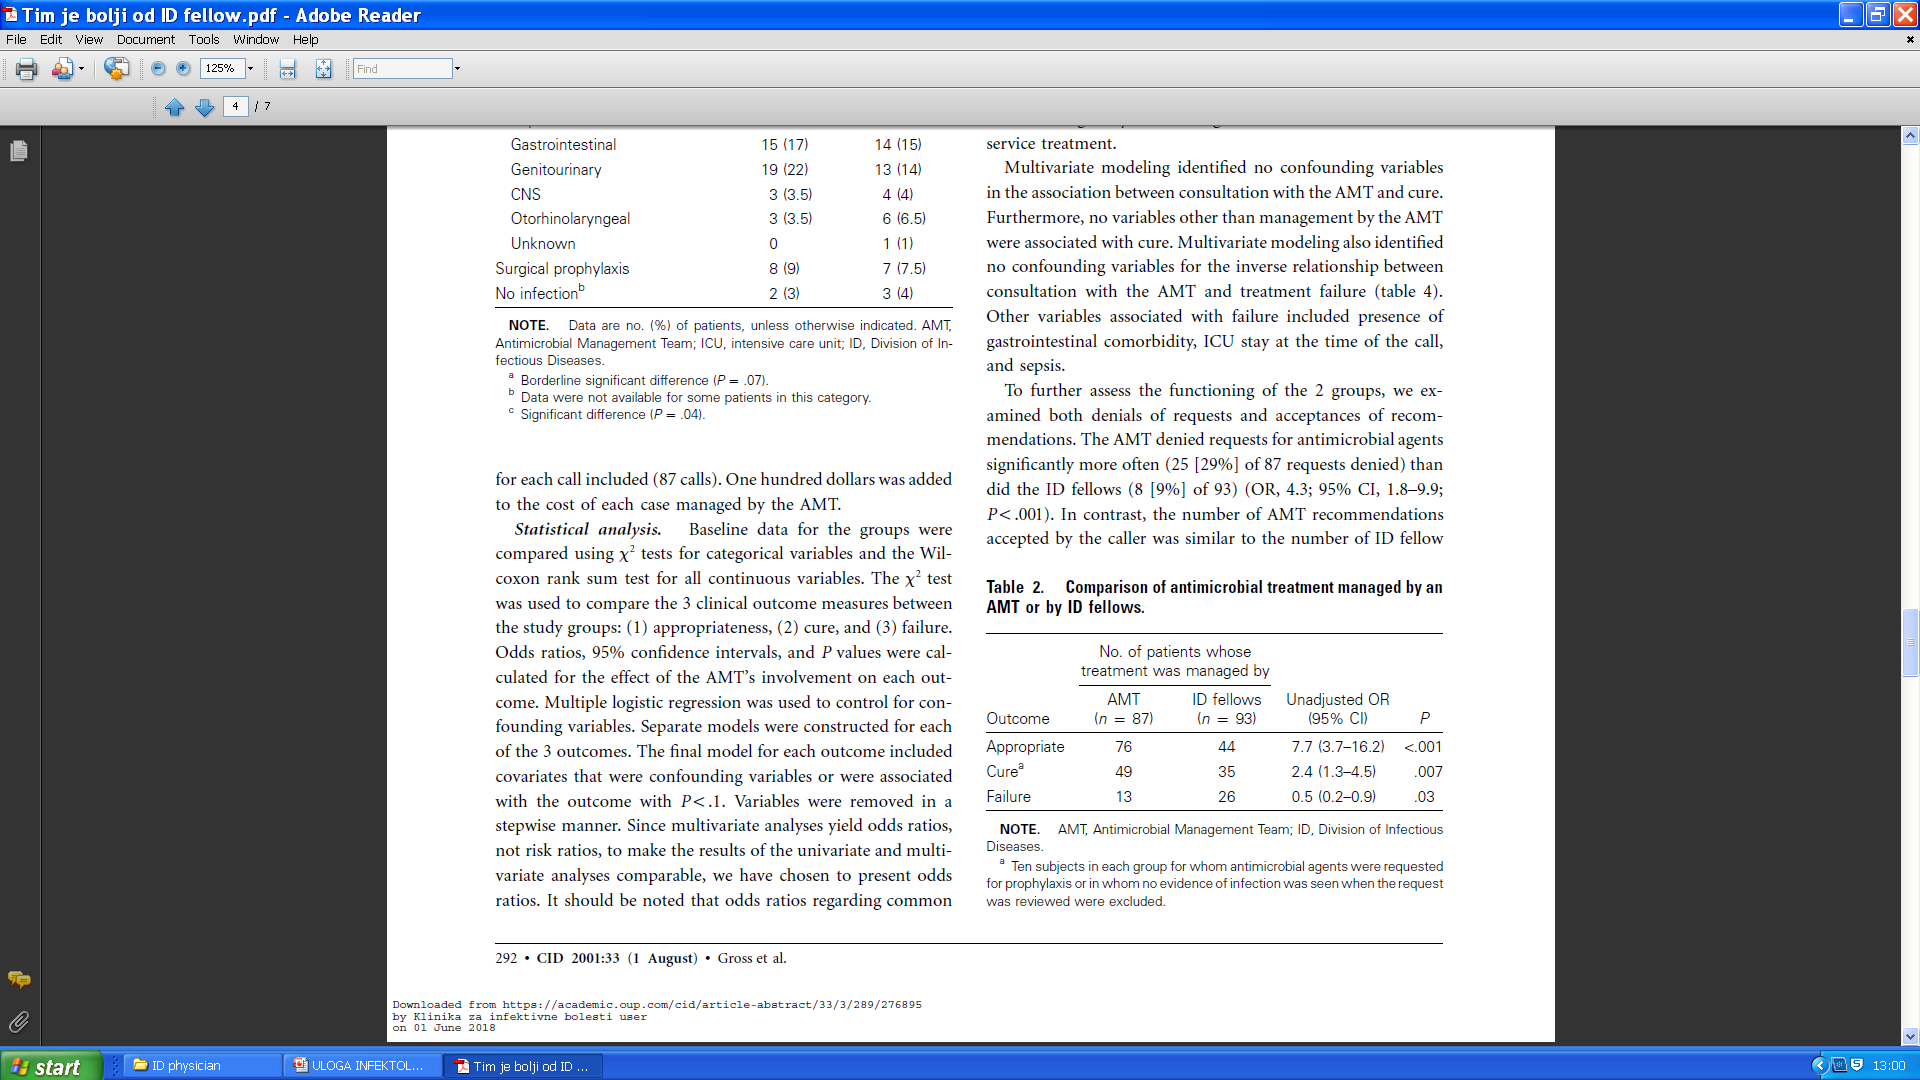 Tim je bolji od ID fellow.pdf - Adobe Reader
File Edit View Document Tools Window Help
125%
Find
4 / 7
Gastrointestinal 15 (17) 14 (15)
Genitourinary 19 (22) 13 (14)
CNS 3 (3.5) 4 (4)
Otorhinolaryngeal 3 (3.5) 6 (6.5)
Unknown 0 1 (1)
Surgical prophylaxis 8 (9) 7 (7.5)
No infection^b 2 (3) 3 (4)
NOTE. Data are no. (%) of patients, unless otherwise indicated. AMT,
Antimicrobial Management Team; ICU, intensive care unit; ID, Division of In-
fectious Diseases.
^a Borderline significant difference (P = .07).
^b Data were not available for some patients in this category.
^c Significant difference (P = .04).
for each call included (87 calls). One hundred dollars was added
to the cost of each case managed by the AMT.
Statistical analysis. Baseline data for the groups were
compared using χ² tests for categorical variables and the Wil-
coxon rank sum test for all continuous variables. The χ² test
was used to compare the 3 clinical outcome measures between
the study groups: (1) appropriateness, (2) cure, and (3) failure.
Odds ratios, 95% confidence intervals, and P values were cal-
culated for the effect of the AMT's involvement on each out-
come. Multiple logistic regression was used to control for con-
founding variables. Separate models were constructed for each
of the 3 outcomes. The final model for each outcome included
covariates that were confounding variables or were associated
with the outcome with P<.1. Variables were removed in a
stepwise manner. Since multivariate analyses yield odds ratios,
not risk ratios, to make the results of the univariate and multi-
variate analyses comparable, we have chosen to present odds
ratios. It should be noted that odds ratios regarding common
service treatment.
Multivariate modeling identified no confounding variables
in the association between consultation with the AMT and cure.
Furthermore, no variables other than management by the AMT
were associated with cure. Multivariate modeling also identified
no confounding variables for the inverse relationship between
consultation with the AMT and treatment failure (table 4).
Other variables associated with failure included presence of
gastrointestinal comorbidity, ICU stay at the time of the call,
and sepsis.
To further assess the functioning of the 2 groups, we ex-
amined both denials of requests and acceptances of recom-
mendations. The AMT denied requests for antimicrobial agents
significantly more often (25 [29%] of 87 requests denied) than
did the ID fellows (8 [9%] of 93) (OR, 4.3; 95% CI, 1.8–9.9;
P<.001). In contrast, the number of AMT recommendations
accepted by the caller was similar to the number of ID fellow
Table 2. Comparison of antimicrobial treatment managed by an
AMT or by ID fellows.
No. of patients whose
treatment was managed by
AMT ID fellows Unadjusted OR
Outcome (n = 87) (n = 93) (95% CI) P
Appropriate 76 44 7.7 (3.7–16.2) <.001
Cure^a 49 35 2.4 (1.3–4.5) .007
Failure 13 26 0.5 (0.2–0.9) .03
NOTE. AMT, Antimicrobial Management Team; ID, Division of Infectious
Diseases.
^a Ten subjects in each group for whom antimicrobial agents were requested
for prophylaxis or in whom no evidence of infection was seen when the request
was reviewed were excluded.
292 • CID 2001:33 (1 August) • Gross et al.
Downloaded from https://academic.oup.com/cid/article-abstract/33/3/289/276895
by Klinika za infektivne bolesti user
on 01 June 2018
start
ID physician
ULOGA INFEKTOL...
Tim je bolji od ID ...
13:00